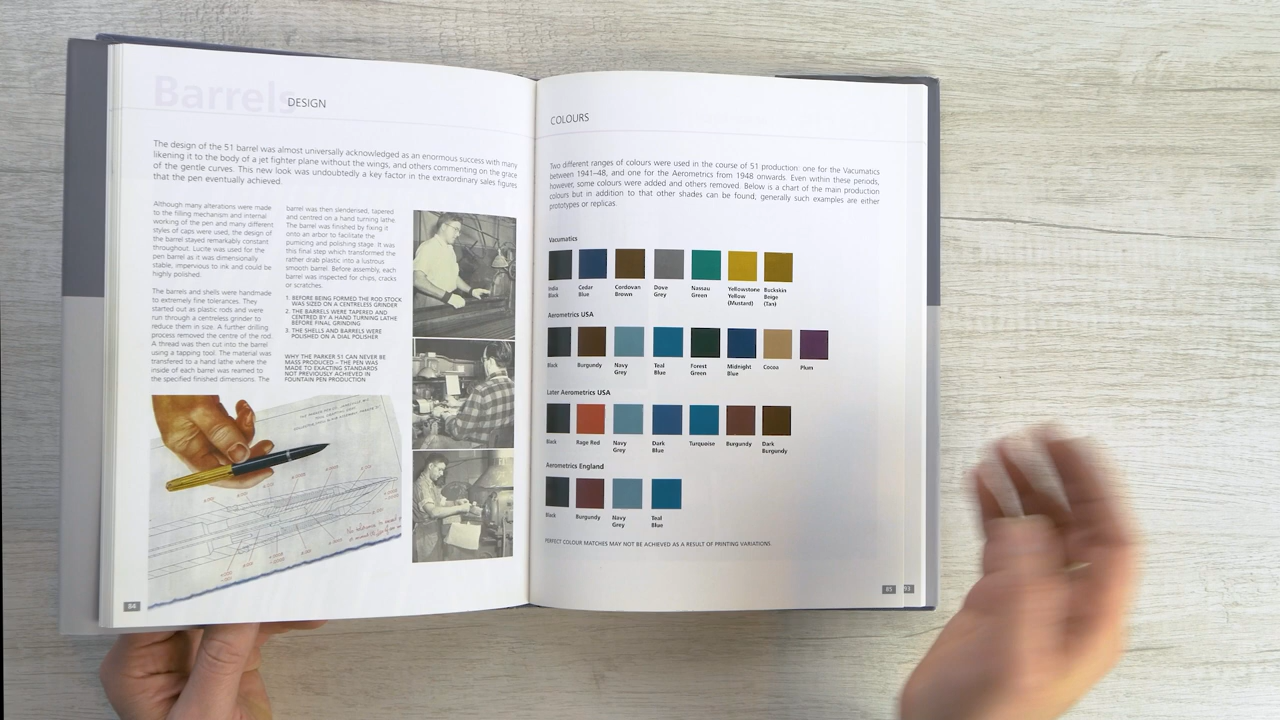 Barrels DESIGN
The design of the 51 barrel was almost universally acknowledged as an enormous success with many
likening it to the body of a jet fighter plane without the wings, and others commenting on the grace
of the gentle curves. This new look was undoubtedly a key factor in the extraordinary sales figures
that the pen eventually achieved.
Although many alterations were made
to the filling mechanism and internal
working of the pen and many different
styles of caps were used, the design of
the barrel stayed remarkably constant
throughout. Lucite was used for the
pen barrel as it was dimensionally
stable, impervious to ink and could be
highly polished.
The barrels and shells were handmade
to extremely fine tolerances. They
started out as plastic rods and were
run through a centreless grinder to
reduce them in size. A further drilling
process removed the centre of the rod.
A thread was then cut into the barrel
using a tapping tool. The material was
transfered to a hand lathe where the
inside of each barrel was reamed to
the specified finished dimensions. The
barrel was then slendersed, tapered
and centred on a hand turning lathe.
The barrel was finished by fixing it
onto an arbor to facilitate the
pumicing and polishing stage. It was
this final step which transformed the
rather drab plastic into a lustrous
smooth barrel. Before assembly, each
barrel was inspected for chips, cracks
or scratches.
1. BEFORE BEING FORMED THE ROD STOCK
WAS SIZED ON A CENTRELESS GRINDER
2. THE BARRELS WERE TAPERED AND
CENTRED BY A HAND TURNING LATHE
BEFORE FINAL GRINDING
3. THE SHELLS AND BARRELS WERE
POLISHED ON A DIAL POLISHER
WHY THE PARKER 51 CAN NEVER BE
MASS PRODUCED – THE PEN WAS
MADE TO EXACTING STANDARDS
NOT PREVIOUSLY ACHIEVED IN
FOUNTAIN PEN PRODUCTION
84
COLOURS
Two different ranges of colours were used in the course of 51 production: one for the Vacumatics
between 1941–48, and one for the Aerometrics from 1948 onwards. Even within these periods,
however, some colours were added and others removed. Below is a chart of the main production
colours but in addition to that other shades can be found; generally such examples are either
prototypes or replicas.
Vacumatics
India Black
Cedar Blue
Cordovan Brown
Dove Grey
Nassau Green
Yellowstone Yellow (Mustard)
Buckskin Beige (Tan)
Aerometrics USA
Black
Burgundy
Navy Grey
Teal Blue
Forest Green
Midnight Blue
Cocoa
Plum
Later Aerometrics USA
Black
Rage Red
Navy Grey
Dark Blue
Turquoise
Burgundy
Dark Burgundy
Aerometrics England
Black
Burgundy
Navy Grey
Teal Blue
PERFECT COLOUR MATCHES MAY NOT BE ACHIEVED AS A RESULT OF PRINTING VARIATIONS
85
93